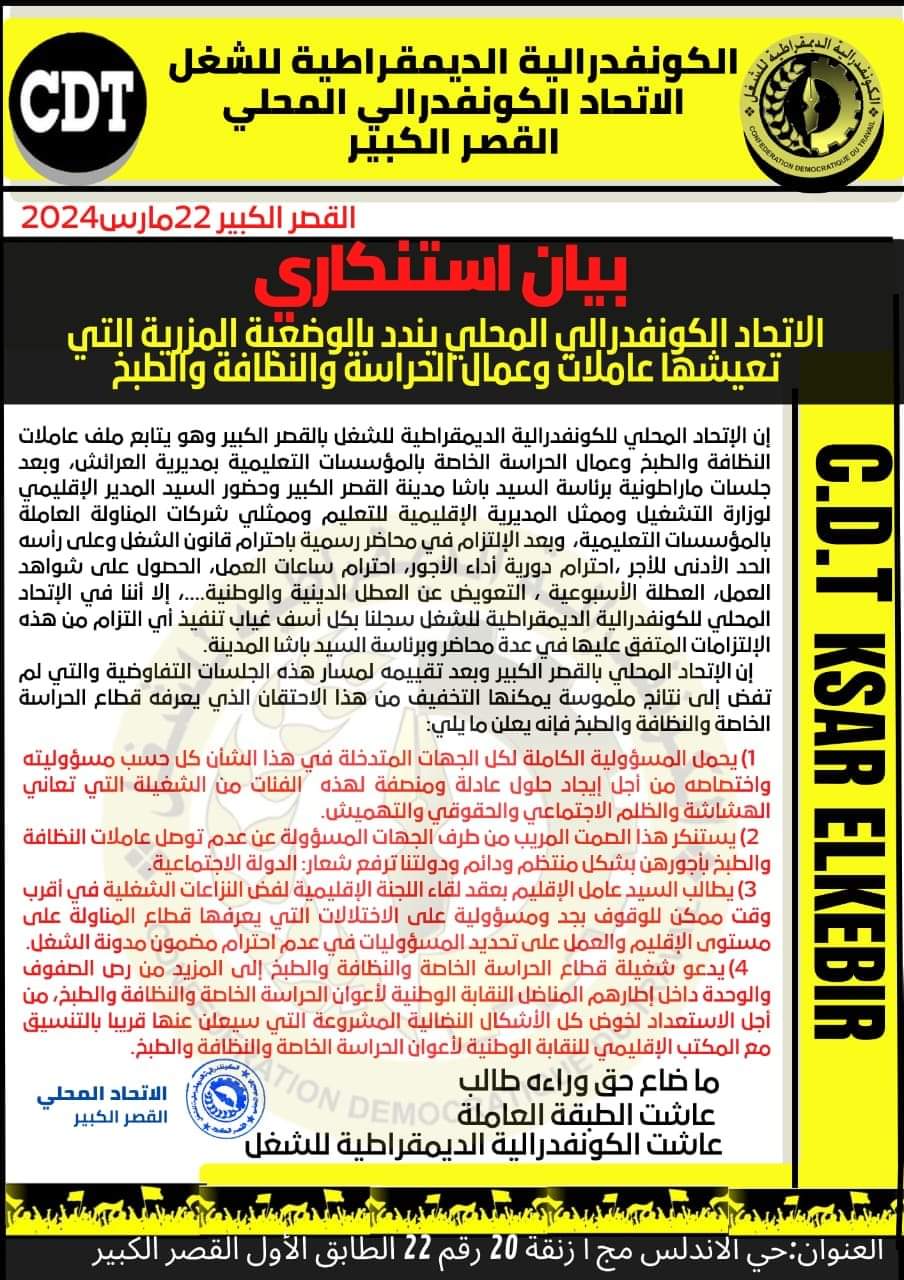 الكونفدرالية الديمقراطية للشغل
الاتحاد الكونفدرالي المحلي
القصر الكبير
CDT
الكونفدرالية الديمقراطية للشغل
CONFEDERATION DEMOCRATIQUE DU TRAVAIL
القصر الكبير 22مارس2024
بيان استنكاري
الاتحاد الكونفدرالي المحلي يندد بالوضعية المزرية التي
تعيشها عاملات وعمال الحراسة والنظافة والطبخ
إن الإتحاد المحلي للكونفدرالية الديمقراطية للشغل بالقصر الكبير وهو يتابع ملف عاملات
النظافة والطبخ وعمال الحراسة الخاصة بالمؤسسات التعليمية بمديرية العرائش، وبعد
جلسات ماراطونية برئاسة السيد باشا مدينة القصر الكبير وحضور السيد المدير الإقليمي
لوزارة التشغيل وممثل المديرية الإقليمية للتعليم وممثلي شركات المناولة العاملة
بالمؤسسات التعليمية، وبعد الإلتزام في محاضر رسمية باحترام قانون الشغل وعلى رأسه
الحد الأدنى للأجر ،احترام دورية أداء الأجور، احترام ساعات العمل، الحصول على شواهد
العمل، العطلة الأسبوعية ، التعويض عن العطل الدينية والوطنية....، إلا أننا في الإتحاد
المحلي للكونفدرالية الديمقراطية للشغل سجلنا بكل أسف غياب تنفيذ أي التزام من هذه
الإلتزامات المتفق عليها في عدة محاضر وبرئاسة السيد باشا المدينة.
إن الإتحاد المحلي بالقصر الكبير وبعد تقييمه لمسار هذه الجلسات التفاوضية والتي لم
تفض إلى نتائج ملموسة يمكنها التخفيف من هذا الاحتقان الذي يعرفه قطاع الحراسة
الخاصة والنظافة والطبخ فإنه يعلن ما يلي:
1) يحمل المسؤولية الكاملة لكل الجهات المتدخلة في هذا الشأن كل حسب مسؤوليته
واختصاصه من أجل إيجاد حلول عادلة ومنصفة لهذه الفئات من الشغيلة التي تعاني
الهشاشة والظلم الاجتماعي والحقوقي والتهميش.
2) يستنكر هذا الصمت المريب من طرف الجهات المسؤولة عن عدم توصل عاملات النظافة
والطبخ بأجورهن بشكل منتظم ودائم ودولتنا ترفع شعار: الدولة الاجتماعية.
3) يطالب السيد عامل الإقليم بعقد لقاء اللجنة الإقليمية لفض النزاعات الشغلية في أقرب
وقت ممكن للوقوف بجد ومسؤولية على الاختلالات التي يعرفها قطاع المناولة على
مستوى الإقليم والعمل على تحديد المسؤوليات في عدم احترام مضمون مدونة الشغل.
4) يدعو شغيلة قطاع الحراسة الخاصة والنظافة والطبخ إلى المزيد من رص الصفوف
والوحدة داخل إطارهم المناضل النقابة الوطنية لأعوان الحراسة الخاصة والنظافة والطبخ، من
أجل الاستعداد لخوض كل الأشكال النضالية المشروعة التي سيعلن عنها قريبا بالتنسيق
مع المكتب الإقليمي للنقابة الوطنية لأعوان الحراسة الخاصة والنظافة والطبخ.
ما ضاع حق وراءه طالب
عاشت الطبقة العاملة
عاشت الكونفدرالية الديمقراطية للشغل
الاتحاد المحلي
القصر الكبير
C.D.T KSAR ELKEBIR
العنوان:حي الاندلس مج ا زنقة 20 رقم 22 الطابق الأول القصر الكبير